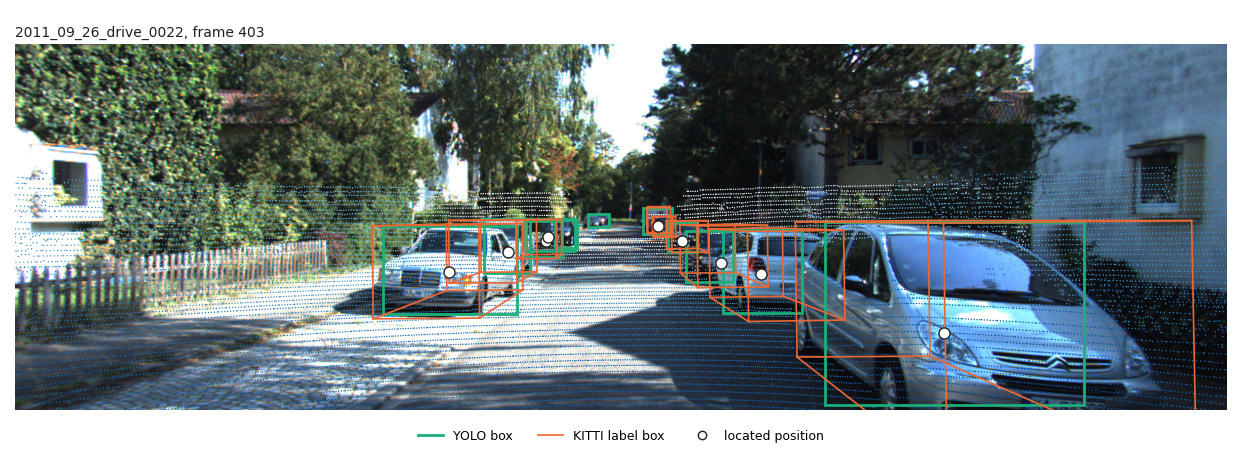 2011_09_26_drive_0022, frame 403
YOLO box
KITTI label box
located position